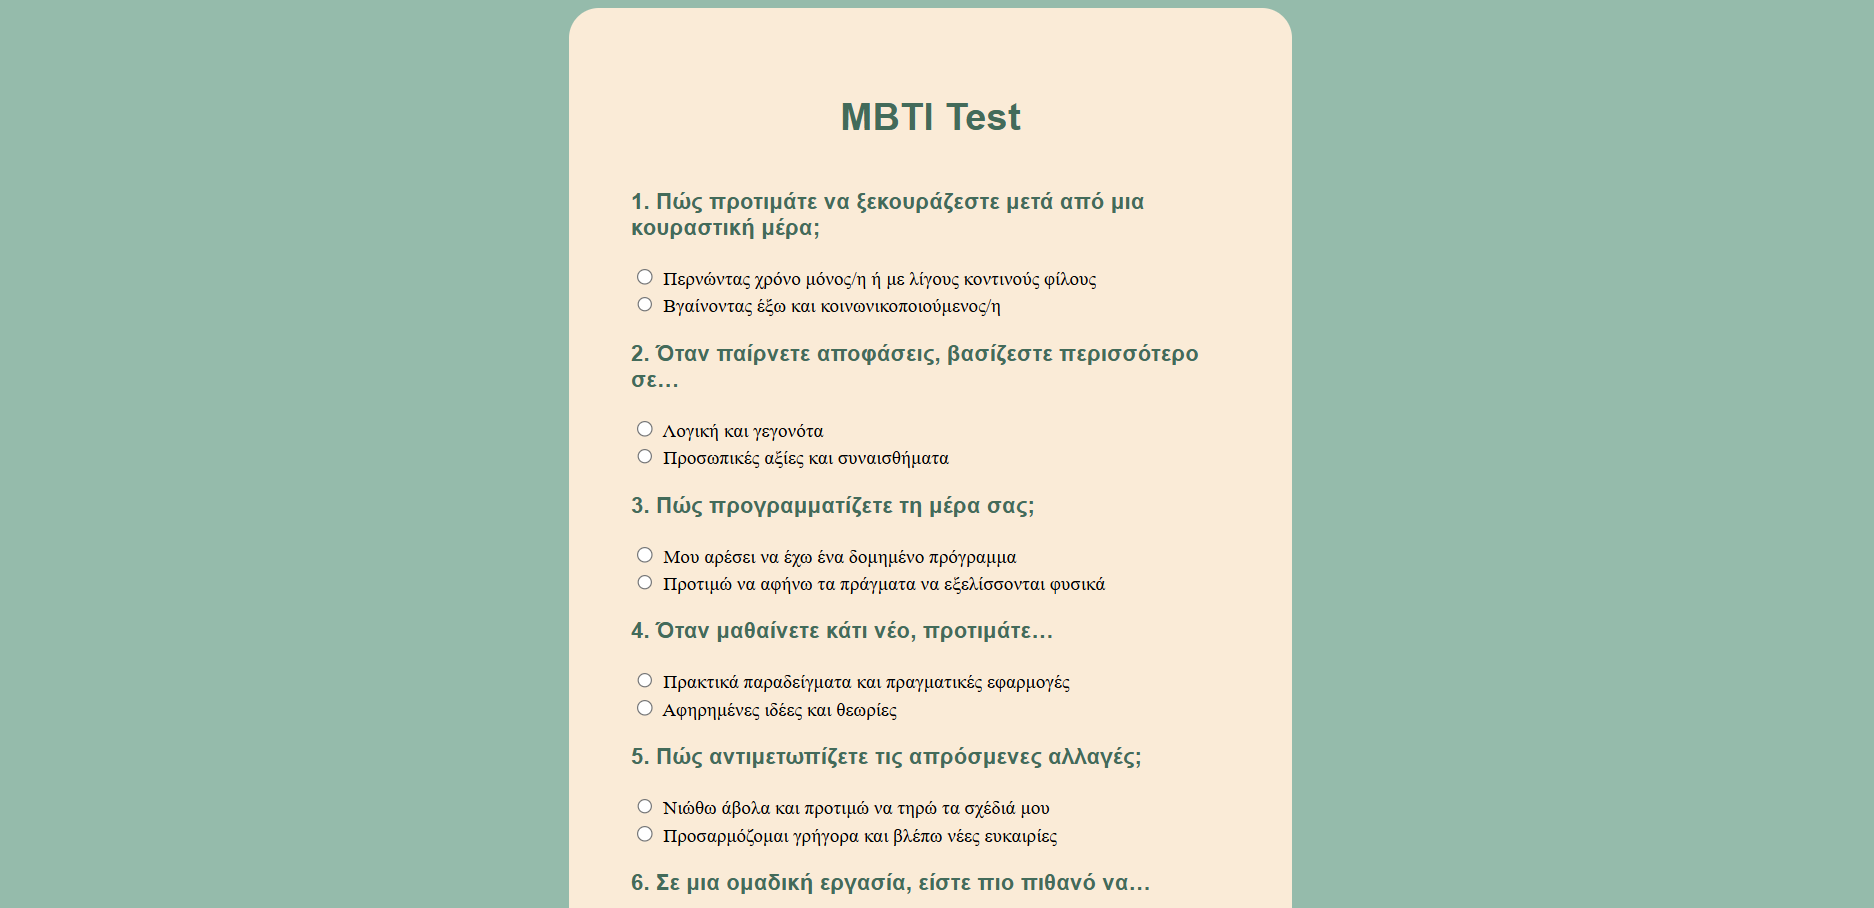 MBTI Test
1. Πώς προτιμάτε να ξεκουράζεστε μετά από μια
κουραστική μέρα;
Περνώντας χρόνο μόνος/η ή με λίγους κοντινούς φίλους
Βγαίνοντας έξω και κοινωνικοποιούμενος/η
2. Όταν παίρνετε αποφάσεις, βασίζεστε περισσότερο
σε…
Λογική και γεγονότα
Προσωπικές αξίες και συναισθήματα
3. Πώς προγραμματίζετε τη μέρα σας;
Μου αρέσει να έχω ένα δομημένο πρόγραμμα
Προτιμώ να αφήνω τα πράγματα να εξελίσσονται φυσικά
4. Όταν μαθαίνετε κάτι νέο, προτιμάτε…
Πρακτικά παραδείγματα και πραγματικές εφαρμογές
Αφηρημένες ιδέες και θεωρίες
5. Πώς αντιμετωπίζετε τις απρόσμενες αλλαγές;
Νιώθω άβολα και προτιμώ να τηρώ τα σχέδιά μου
Προσαρμόζομαι γρήγορα και βλέπω νέες ευκαιρίες
6. Σε μια ομαδική εργασία, είστε πιο πιθανό να…